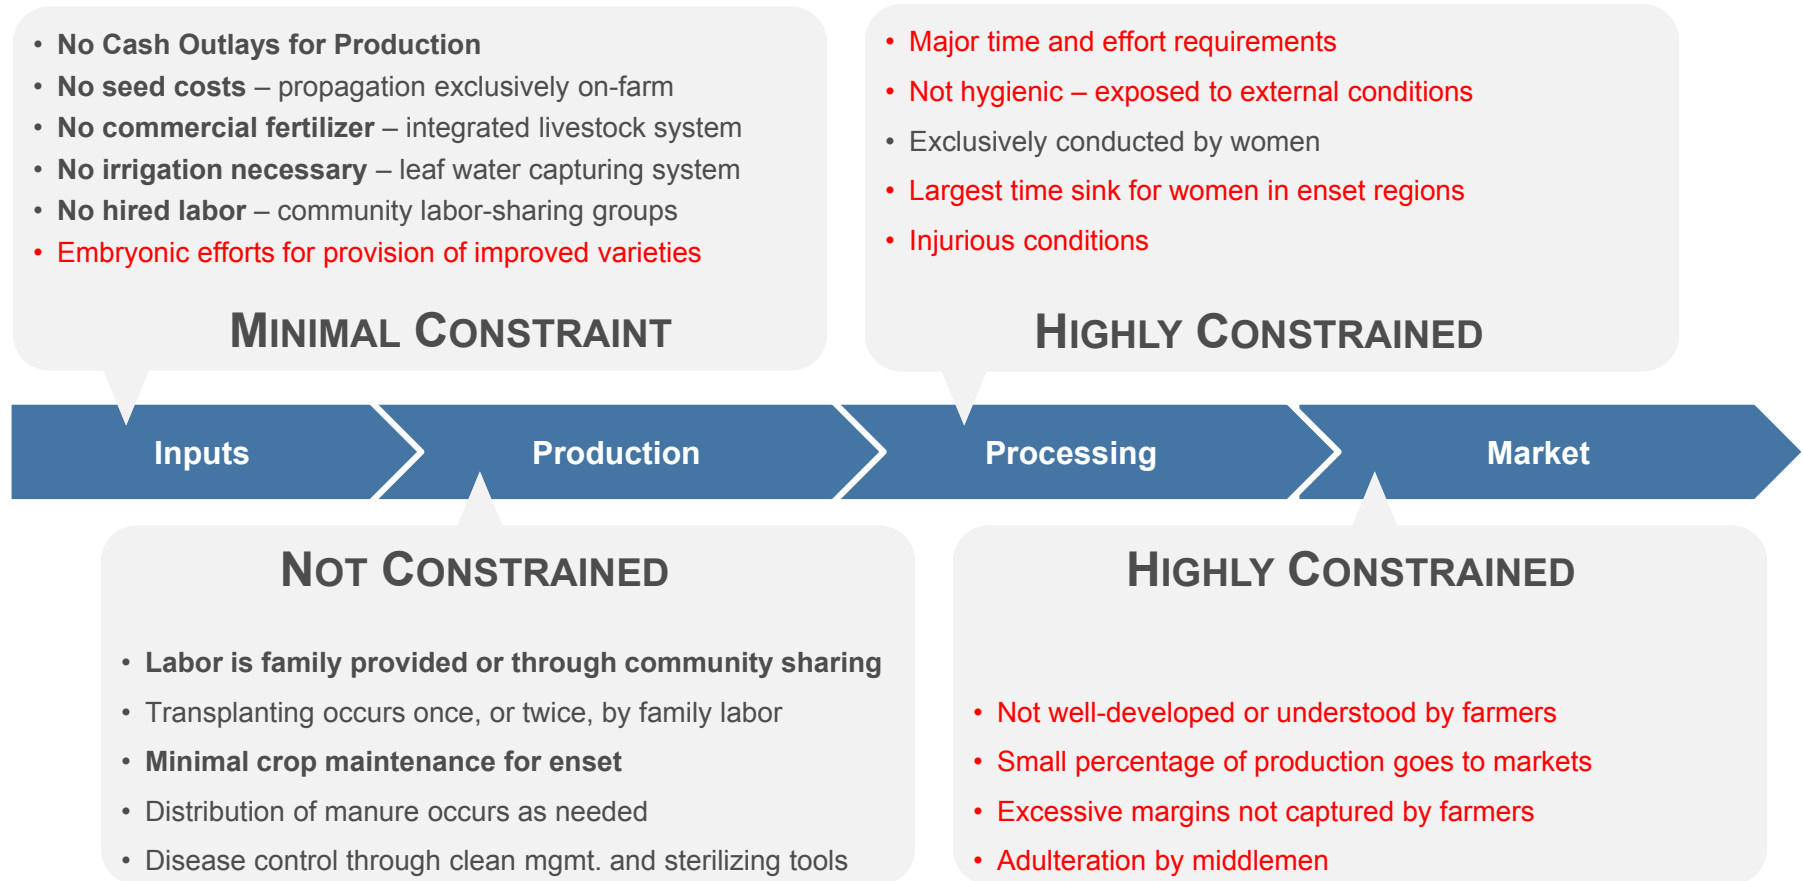 • No Cash Outlays for Production
• No seed costs – propagation exclusively on-farm
• No commercial fertilizer – integrated livestock system
• No irrigation necessary – leaf water capturing system
• No hired labor – community labor-sharing groups
• Embryonic efforts for provision of improved varieties
MINIMAL CONSTRAINT
• Major time and effort requirements
• Not hygienic – exposed to external conditions
• Exclusively conducted by women
• Largest time sink for women in enset regions
• Injurious conditions
HIGHLY CONSTRAINED
Inputs
Production
Processing
Market
NOT CONSTRAINED
• Labor is family provided or through community sharing
• Transplanting occurs once, or twice, by family labor
• Minimal crop maintenance for enset
• Distribution of manure occurs as needed
• Disease control through clean mgmt. and sterilizing tools
HIGHLY CONSTRAINED
• Not well-developed or understood by farmers
• Small percentage of production goes to markets
• Excessive margins not captured by farmers
• Adulteration by middlemen